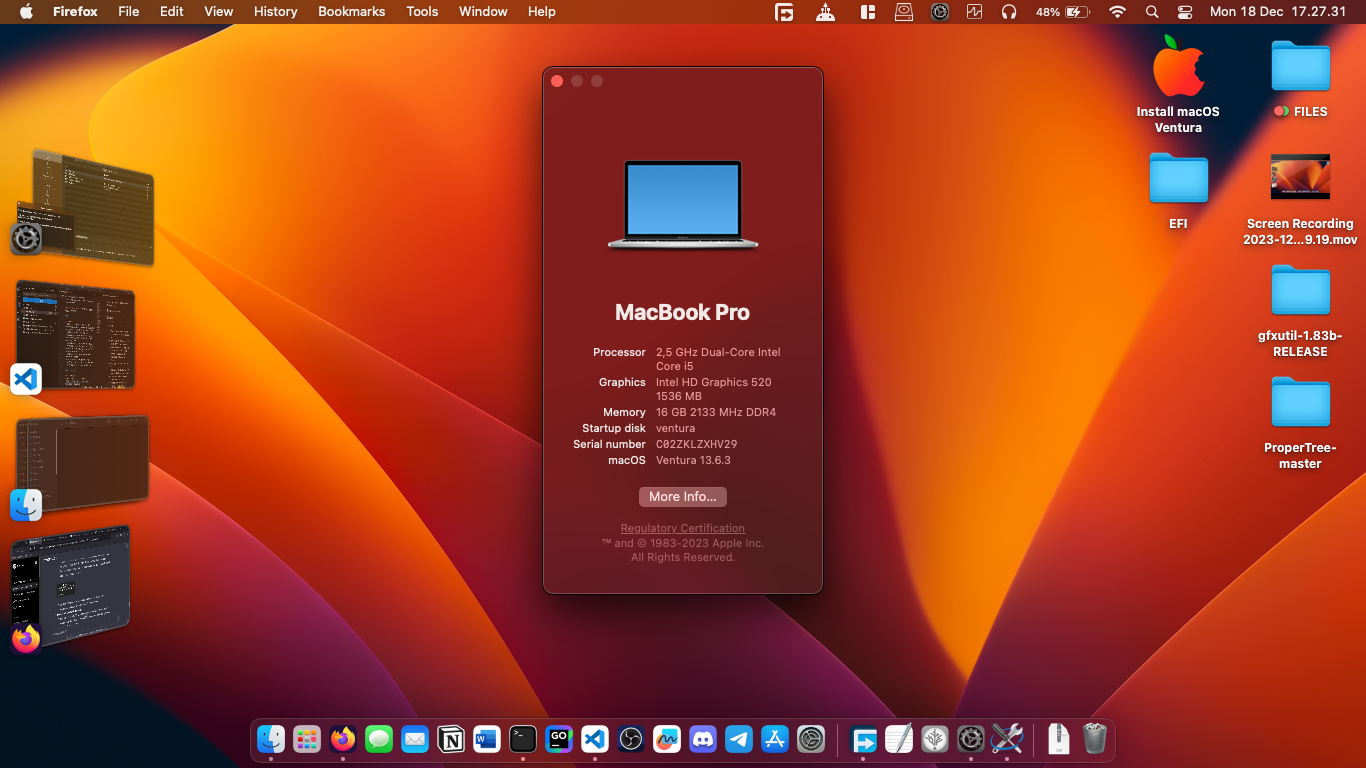 Firefox File Edit View History Bookmarks Tools Window Help 48% Mon 18 Dec 17.27.31
Install macOS
Ventura
FILES
EFI
Screen Recording
2023-12...9.19.mov
gfxutil-1.83b-
RELEASE
ProperTree-
master
MacBook Pro
Processor 2,5 GHz Dual-Core Intel
Core i5
Graphics Intel HD Graphics 520
1536 MB
Memory 16 GB 2133 MHz DDR4
Startup disk ventura
Serial number C02ZKLZXHV29
macOS Ventura 13.6.3
More Info...
Regulatory Certification
™ and © 1983-2023 Apple Inc.
All Rights Reserved.
GO